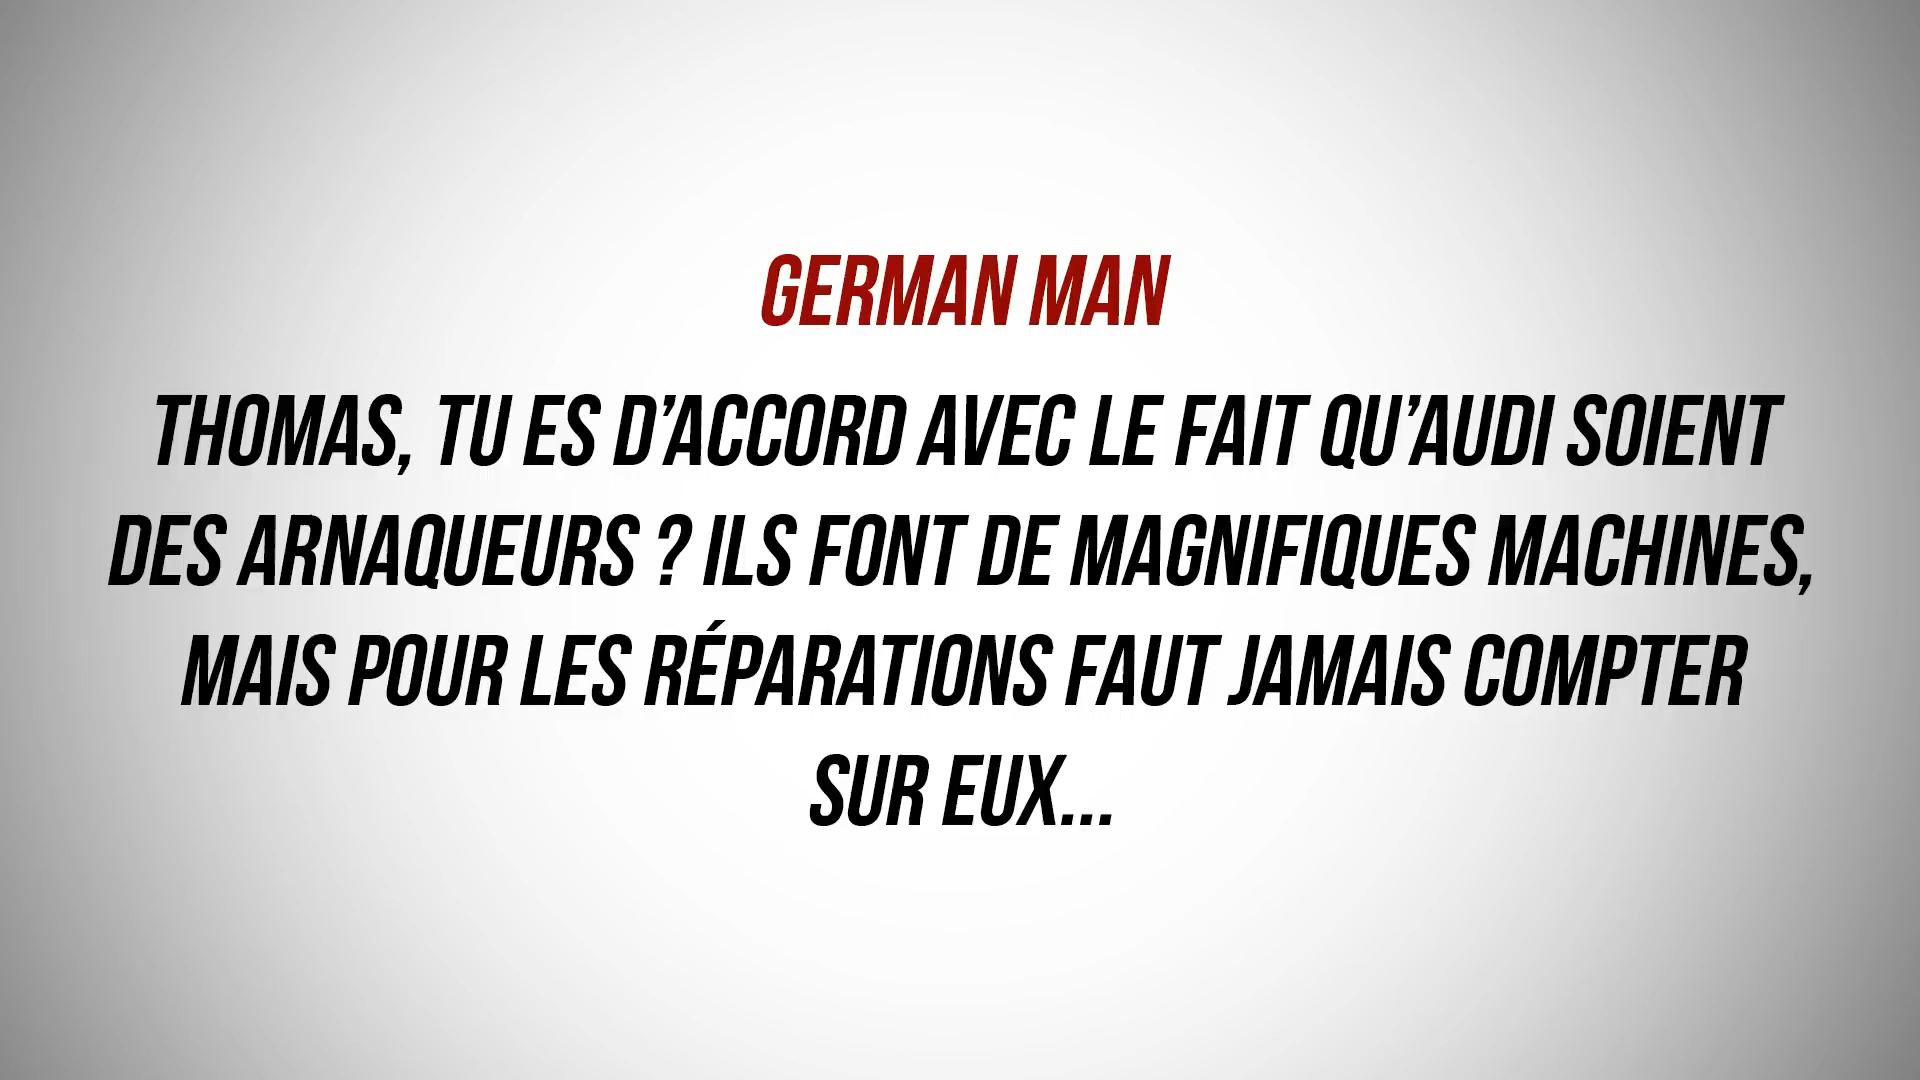 GERMAN MAN
THOMAS, TU ES D’ACCORD AVEC LE FAIT QU’AUDI SOIENT
DES ARNAQUEURS ? ILS FONT DE MAGNIFIQUES MACHINES,
MAIS POUR LES RÉPARATIONS FAUT JAMAIS COMPTER
SUR EUX...